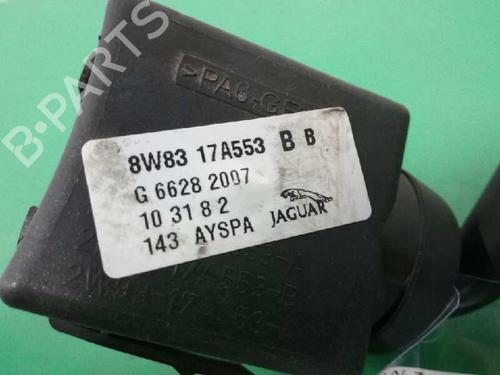 B-PARTS
>PA6-GF
8W83 17A553 B B
G 6628 2007
10 31 8 2
143 AYSPA JAGUAR